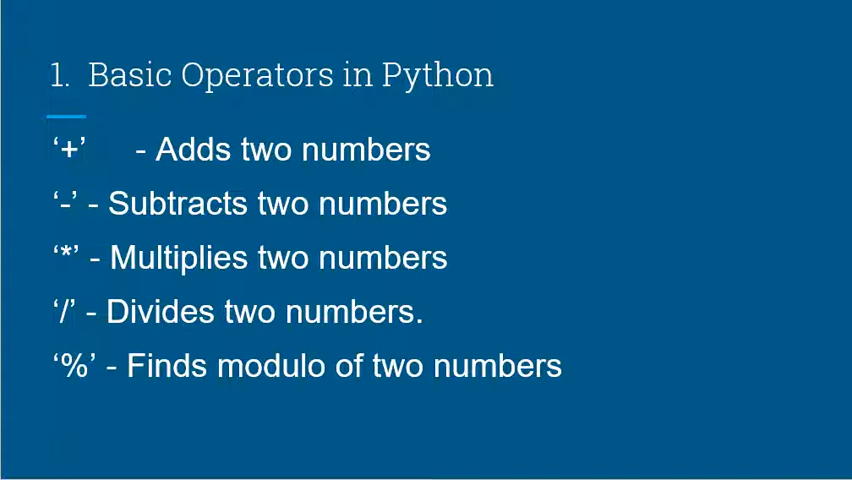 1. Basic Operators in Python
‘+’ - Adds two numbers
‘-’ - Subtracts two numbers
‘*’ - Multiplies two numbers
‘/’ - Divides two numbers.
‘%’ - Finds modulo of two numbers